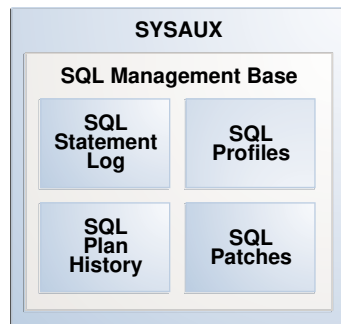 SYSAUX
SQL Management Base
SQL
Statement
Log
SQL
Profiles
SQL
Plan
History
SQL
Patches